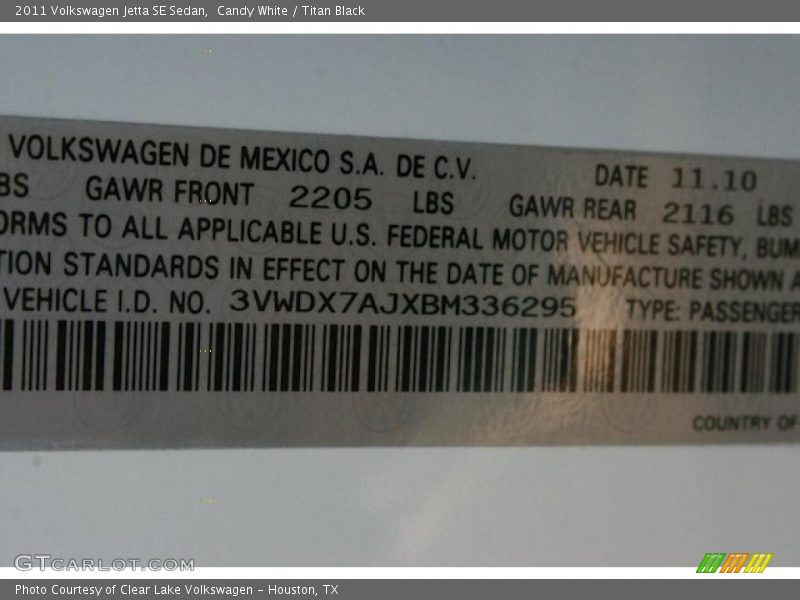 2011 Volkswagen Jetta SE Sedan,  Candy White / Titan Black
VOLKSWAGEN DE MEXICO S.A. DE C.V. DATE 11.10
BS GAWR FRONT 2205 LBS GAWR REAR 2116 LBS
ORMS TO ALL APPLICABLE U.S. FEDERAL MOTOR VEHICLE SAFETY, BUM
TION STANDARDS IN EFFECT ON THE DATE OF MANUFACTURE SHOWN A
VEHICLE I.D. NO. 3VWDX7AJXBM336295 TYPE: PASSENGER
COUNTRY OF
GTCARLOT.COM
Photo Courtesy of Clear Lake Volkswagen – Houston, TX